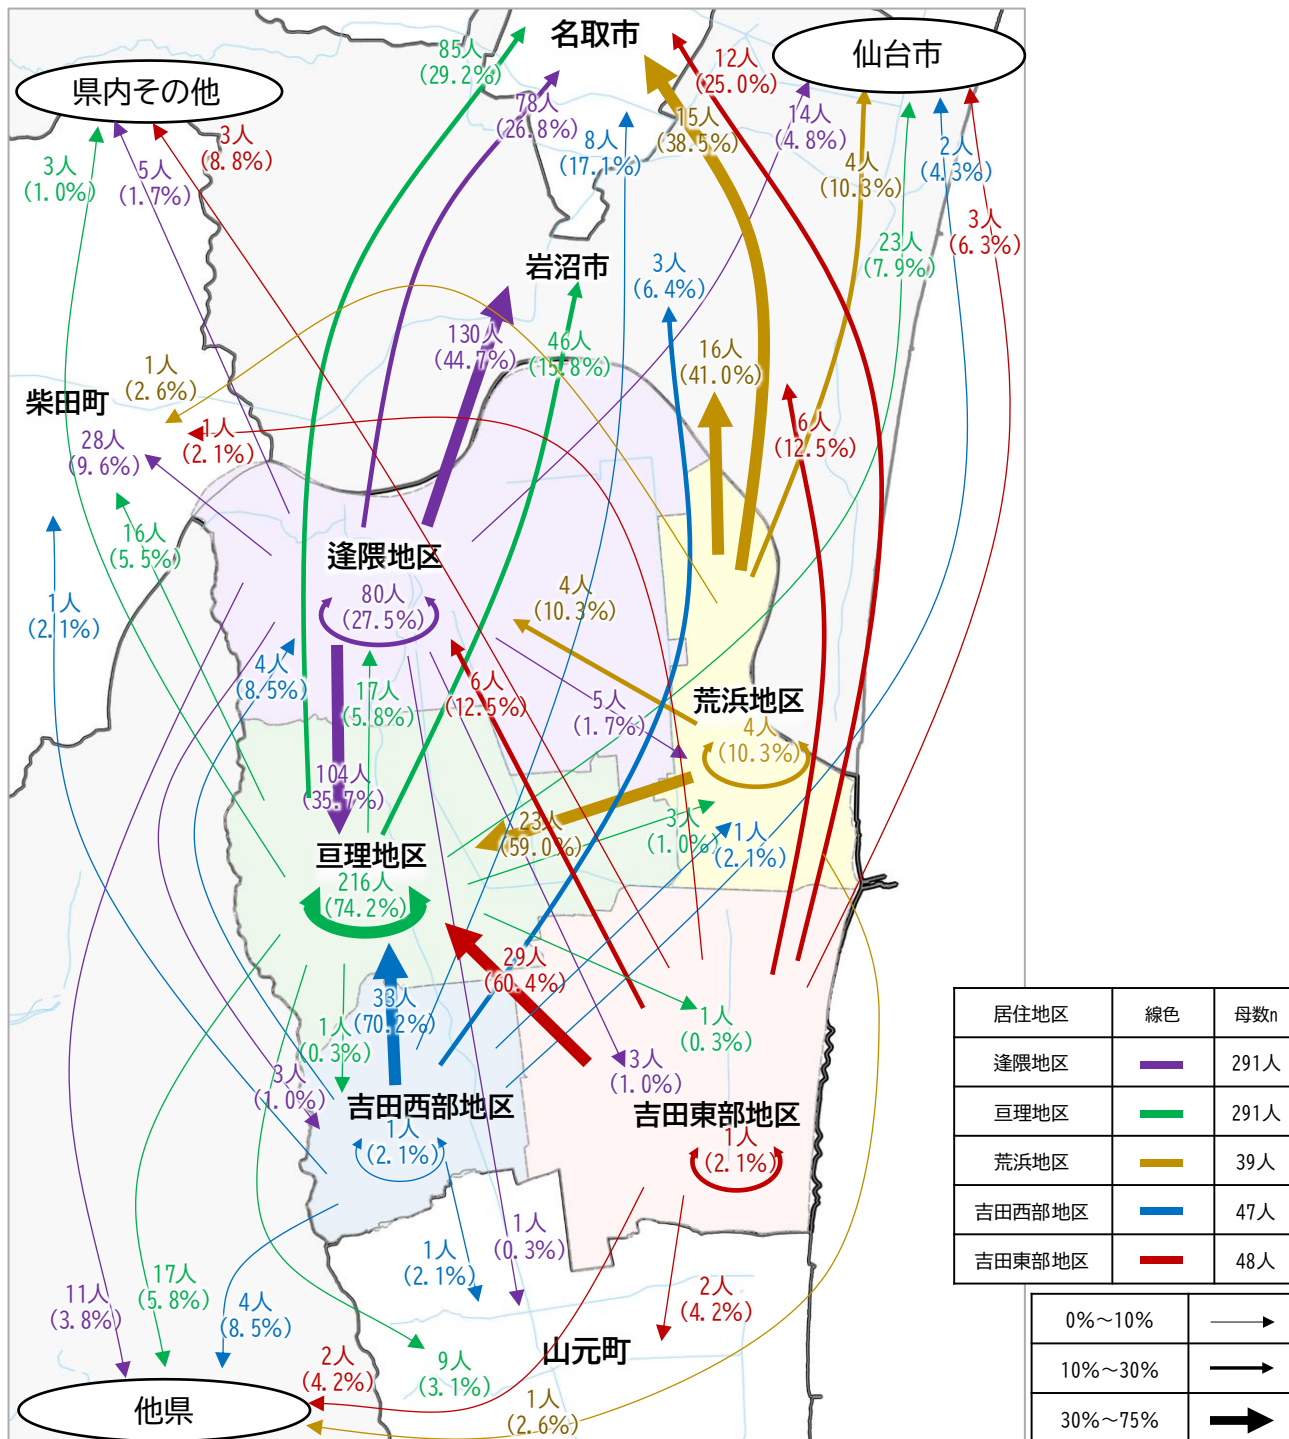 名取市
仙台市
県内その他
85人
(29.2%)
78人
(26.8%)
12人
(25.0%)
15人
(38.5%)
14人
(4.8%)
8人
(17.1%)
4人
(10.3%)
2人
(4.3%)
3人
(8.8%)
3人
(1.0%)
5人
(1.7%)
3人
(6.3%)
23人
(7.9%)
岩沼市
3人
(6.4%)
130人
(44.7%)
46人
(15.8%)
16人
(41.0%)
1人
(2.6%)
柴田町
1人
(2.1%)
28人
(9.6%)
6人
(12.5%)
16人
(5.5%)
逢隈地区
80人
(27.5%)
4人
(10.3%)
1人
(2.1%)
4人
(8.5%)
17人
(5.8%)
6人
(12.5%)
5人
(1.7%)
荒浜地区
4人
(10.3%)
104人
(35.7%)
23人
(59.0%)
3人
(1.0%)
1人
(2.1%)
亘理地区
216人
(74.2%)
29人
(60.4%)
33人
(70.2%)
1人
(0.3%)
1人
(0.3%)
3人
(1.0%)
3人
(1.0%)
吉田西部地区
1人
(2.1%)
吉田東部地区
1人
(2.1%)
1人
(0.3%)
1人
(2.1%)
2人
(4.2%)
11人
(3.8%)
17人
(5.8%)
4人
(8.5%)
山元町
2人
(4.2%)
9人
(3.1%)
1人
(2.6%)
他県
居住地区 線色 母数n
逢隈地区 291人
亘理地区 291人
荒浜地区 39人
吉田西部地区 47人
吉田東部地区 48人
0%～10%
10%～30%
30%～75%